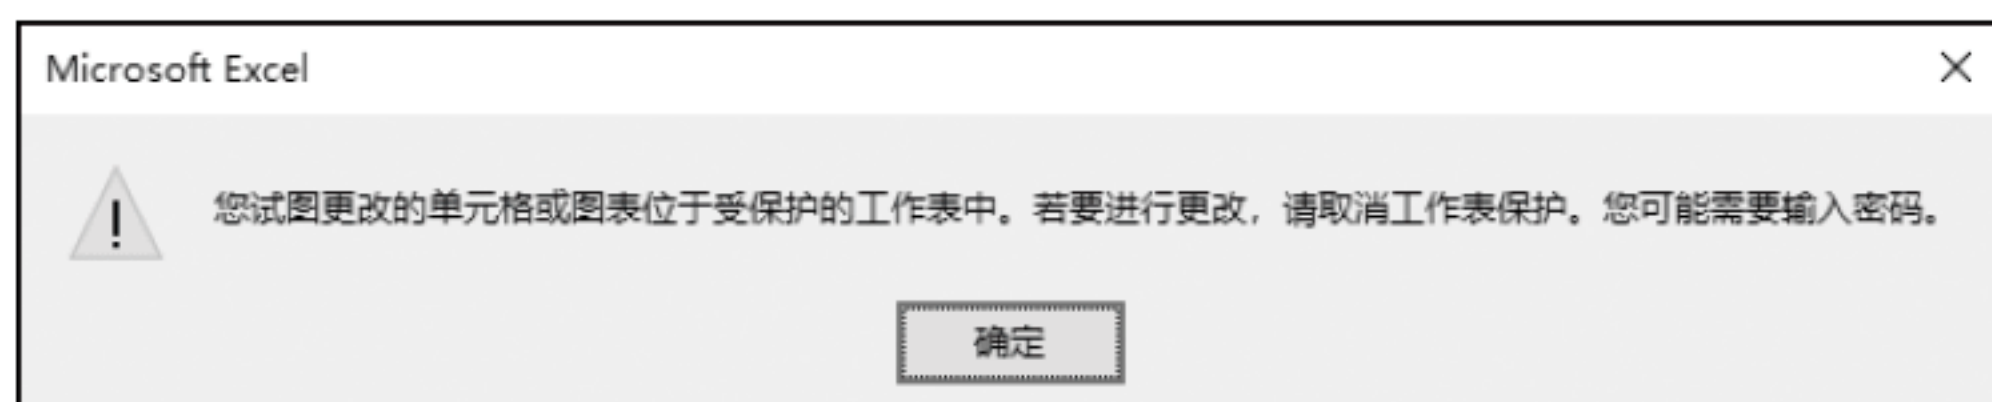 Microsoft Excel
您试图更改的单元格或图表位于受保护的工作表中。若要进行更改，请取消工作表保护。您可能需要输入密码。
确定